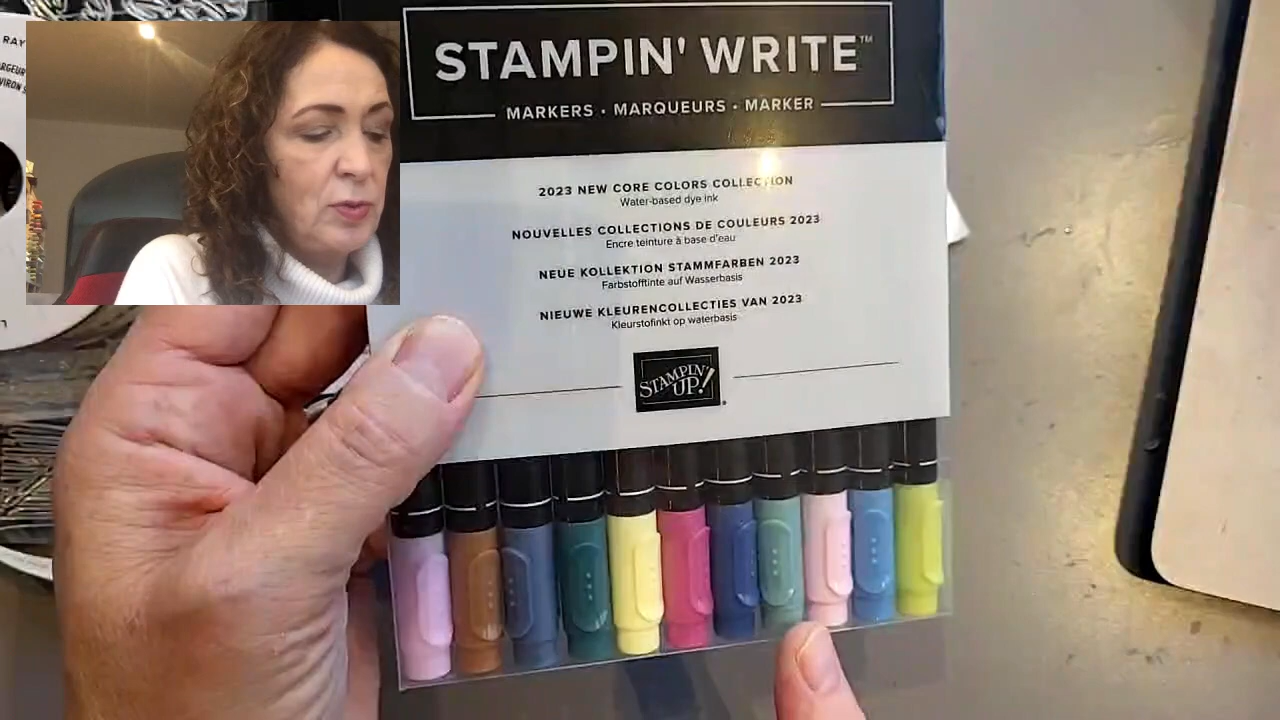 RAY
STAMPIN' WRITE™
MARKERS • MARQUEURS • MARKER
2023 NEW CORE COLORS COLLECTION
Water-based dye ink
NOUVELLES COLLECTIONS DE COULEURS 2023
Encre teinture à base d'eau
NEUE KOLLEKTION STAMMFARBEN 2023
Farbstofftinte auf Wasserbasis
NIEUWE KLEURENCOLLECTIES VAN 2023
Kleurstofinkt op waterbasis
STAMPIN'
UP!